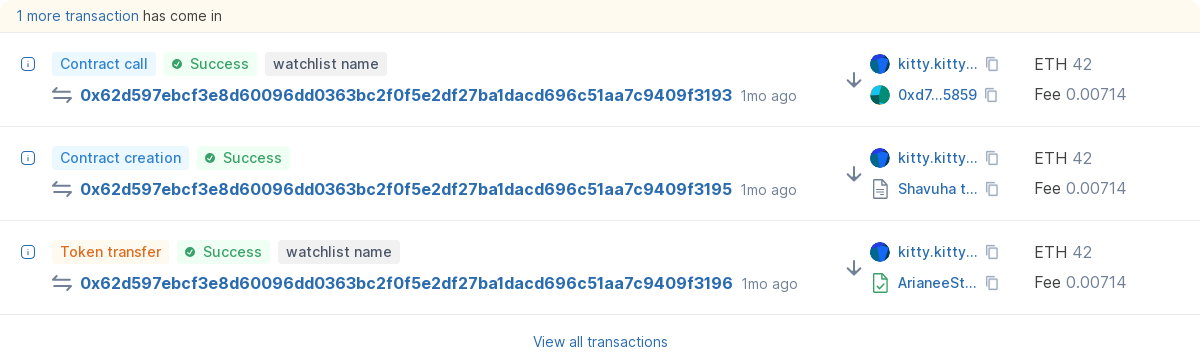 1 more transaction has come in
Contract call Success watchlist name kitty.kitty... ETH 42
0x62d597ebcf3e8d60096dd0363bc2f0f5e2df27ba1dacd696c51aa7c9409f3193 1mo ago 0xd7...5859 Fee 0.00714
Contract creation Success kitty.kitty... ETH 42
0x62d597ebcf3e8d60096dd0363bc2f0f5e2df27ba1dacd696c51aa7c9409f3195 1mo ago Shavuha t... Fee 0.00714
Token transfer Success watchlist name kitty.kitty... ETH 42
0x62d597ebcf3e8d60096dd0363bc2f0f5e2df27ba1dacd696c51aa7c9409f3196 1mo ago ArianeeSt... Fee 0.00714
View all transactions